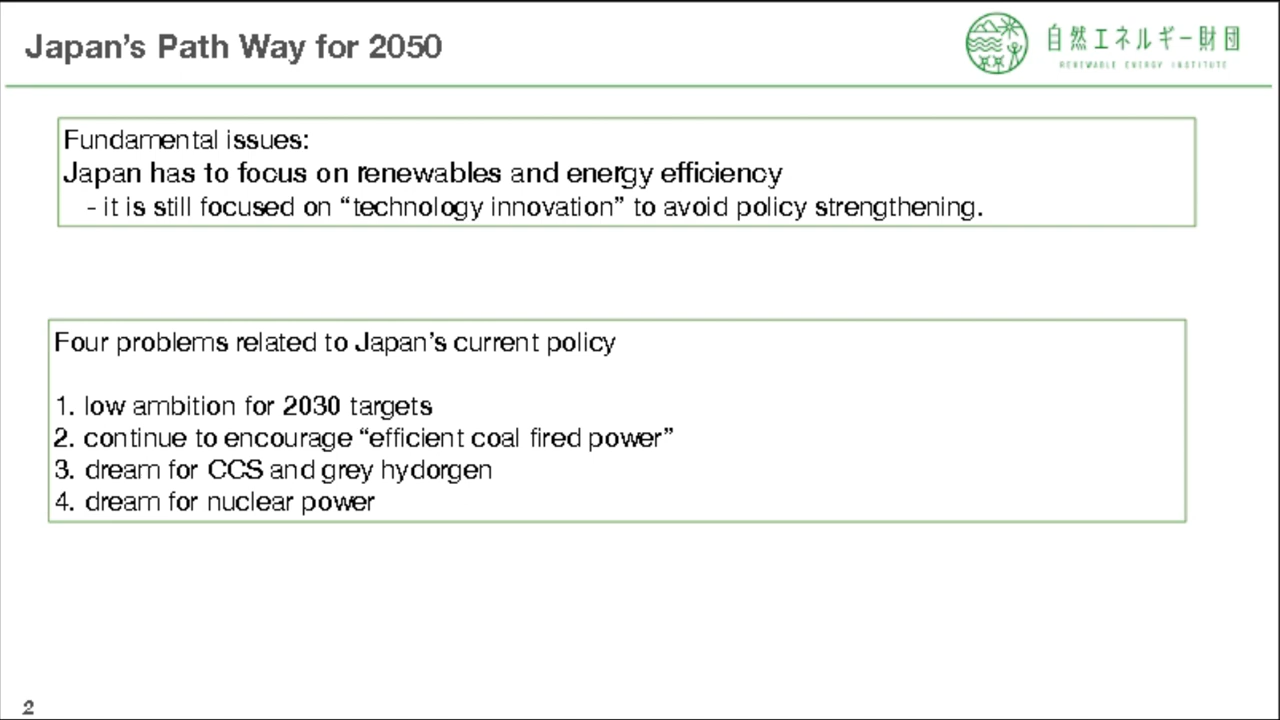 Japan's Path Way for 2050
自然エネルギー財団
RENEWABLE ENERGY INSTITUTE
Fundamental issues:
Japan has to focus on renewables and energy efficiency
- it is still focused on “technology innovation” to avoid policy strengthening.
Four problems related to Japan's current policy
1. low ambition for 2030 targets
2. continue to encourage “efficient coal fired power”
3. dream for CCS and grey hydorgen
4. dream for nuclear power
2